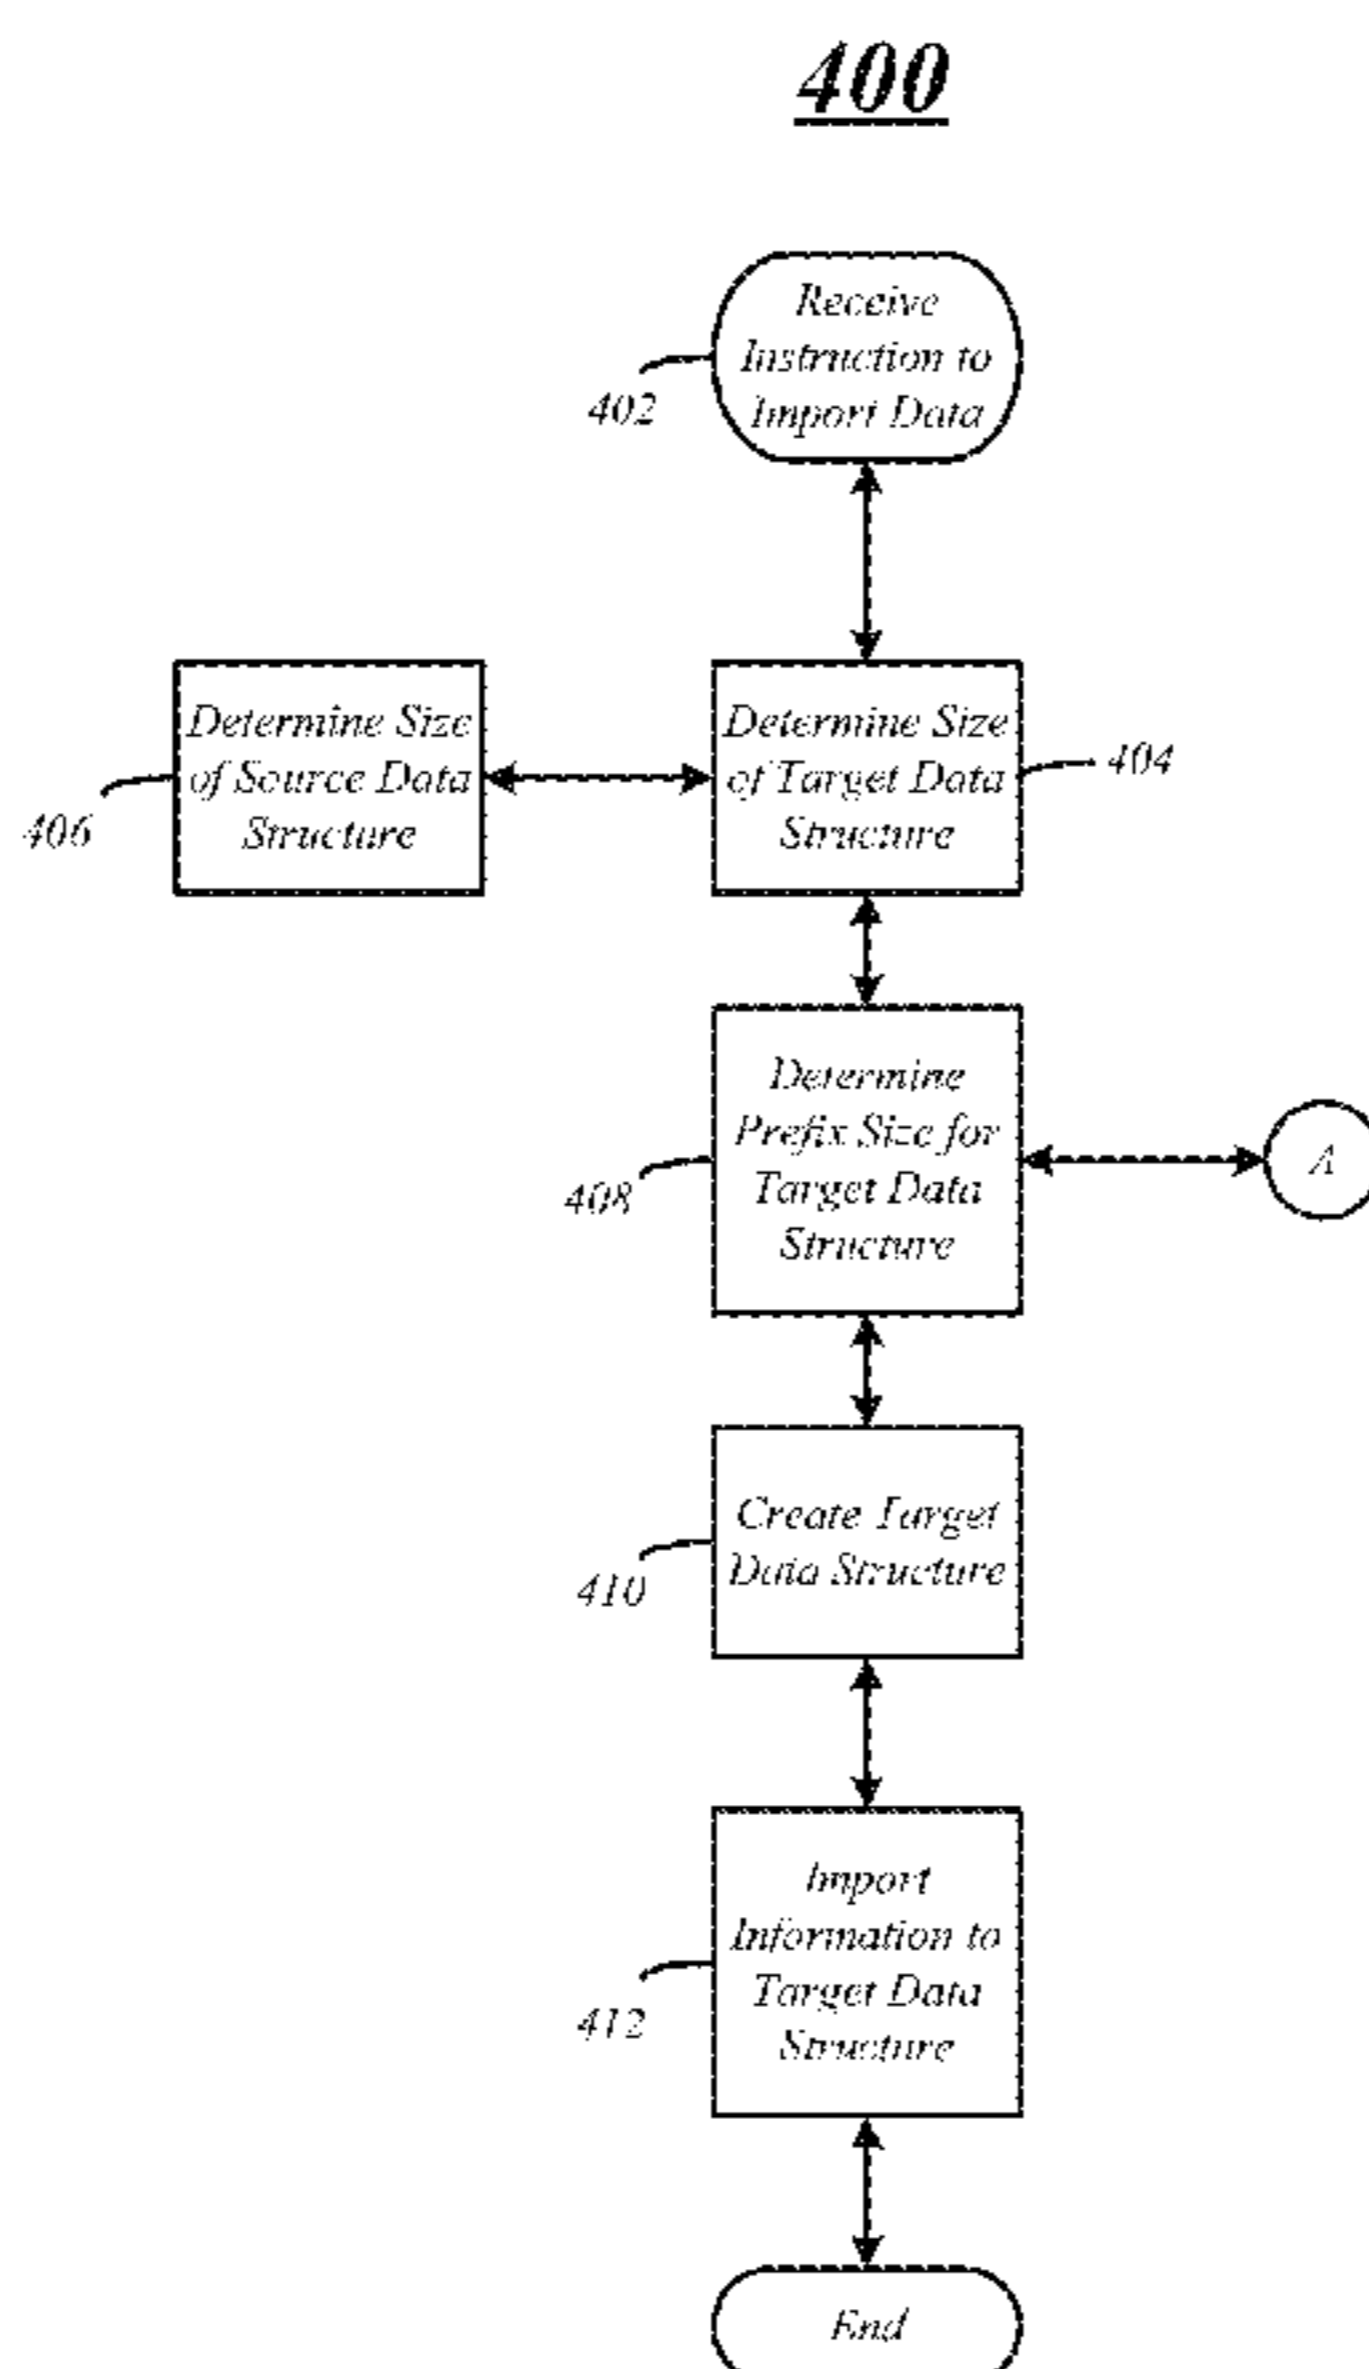 400
Receive
Instruction to
Import Data
402
Determine Size
of Source Data
Structure
406
Determine Size
of Target Data
Structure
404
Determine
Prefix Size for
Target Data
Structure
408
A
Create Target
Data Structure
410
Import
Information to
Target Data
Structure
412
End